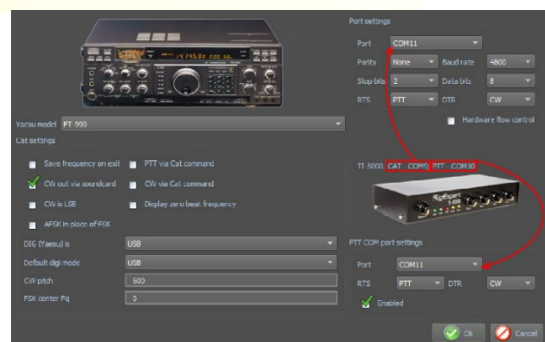 Port settings
Port COM11
Parity None Baud rate 4800
Stop bits 2 Data bits 8
RTS PTT DTR CW
Hardware flow control
Yaesu model FT-990
Cat settings
Save frequency on exit PTT via Cat command
CW out via soundcard CW via Cat command
CW is LSB Display zero beat frequency
AFSK in place of FSK
DIG (Yaesu) is USB
Default digi mode USB
CW pitch 600
FSK center Fq 0
TI-5000 CAT - COM9; PTT - COM10
RigExpert
PTT COM port settings
Port COM11
RTS PTT DTR CW
Enabled
Ok Cancel